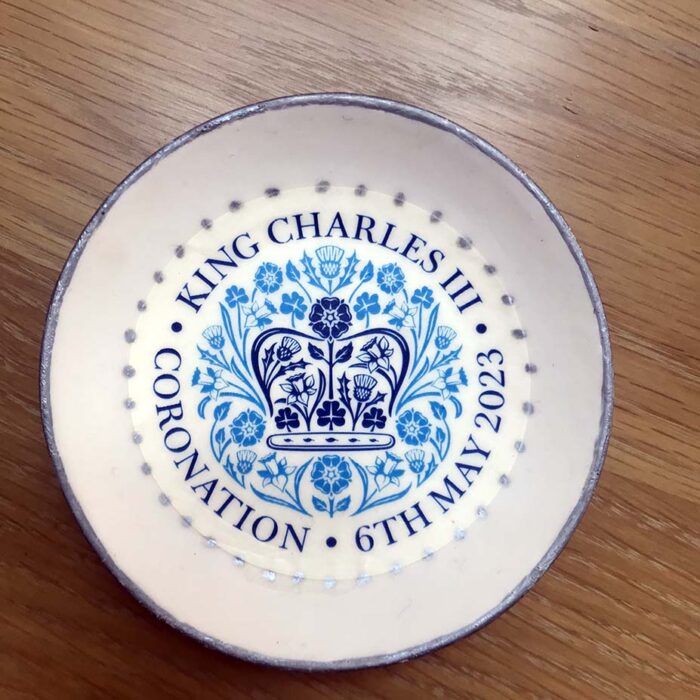 KING CHARLES III
CORONATION • 6TH MAY 2023